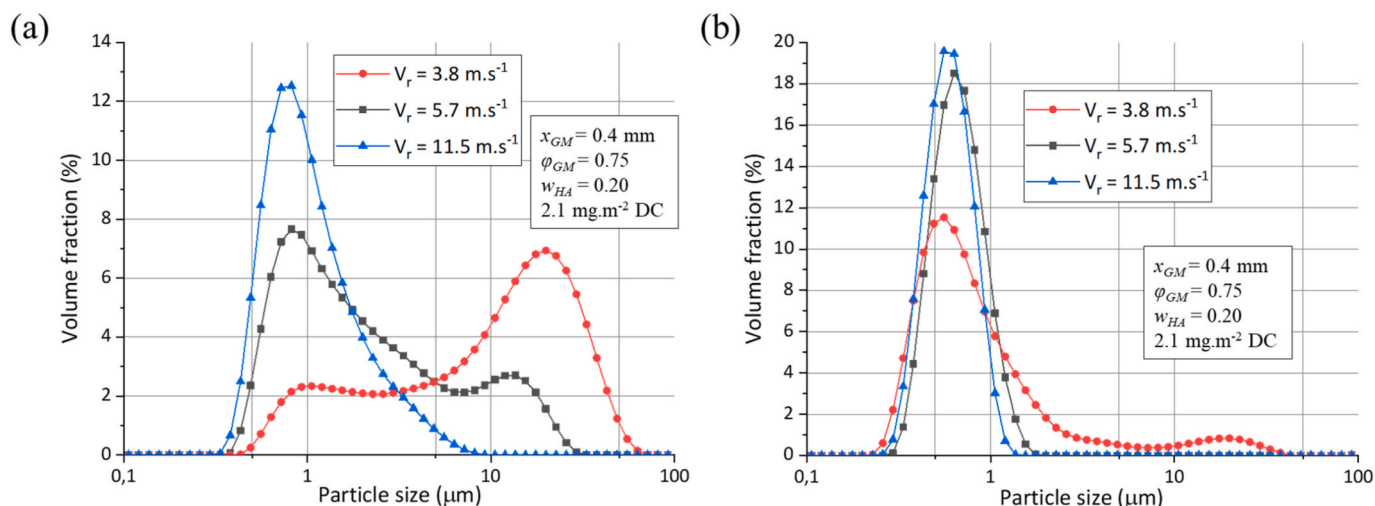 (a)
14
12
10
8
6
4
2
0
Volume fraction (%)
V_r = 3.8 m.s⁻¹
V_r = 5.7 m.s⁻¹
V_r = 11.5 m.s⁻¹
x_GM = 0.4 mm
φ_GM = 0.75
w_HA = 0.20
2.1 mg.m⁻² DC
0,1 1 10 100
Particle size (μm)
(b)
20
18
16
14
12
10
8
6
4
2
0
Volume fraction (%)
V_r = 3.8 m.s⁻¹
V_r = 5.7 m.s⁻¹
V_r = 11.5 m.s⁻¹
x_GM = 0.4 mm
φ_GM = 0.75
w_HA = 0.20
2.1 mg.m⁻² DC
0,1 1 10 100
Particle size (μm)